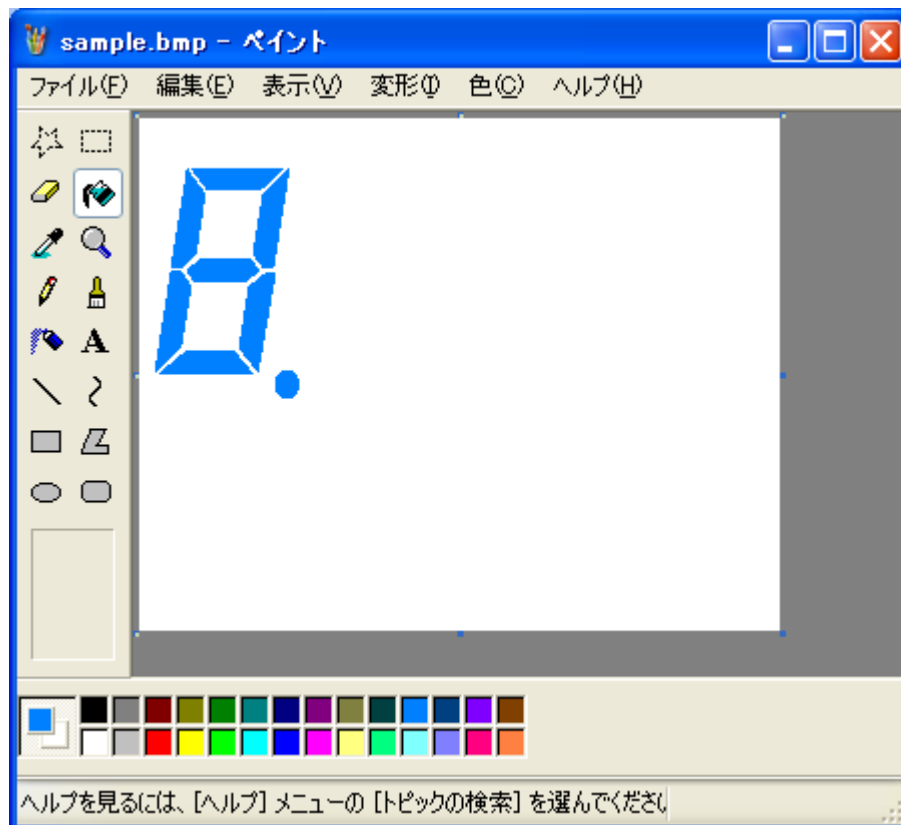 sample.bmp - ペイント
ファイル(F) 編集(E) 表示(V) 変形(I) 色(C) ヘルプ(H)
A
8.
ヘルプを見るには、[ヘルプ] メニューの [トピックの検索] を選んでください